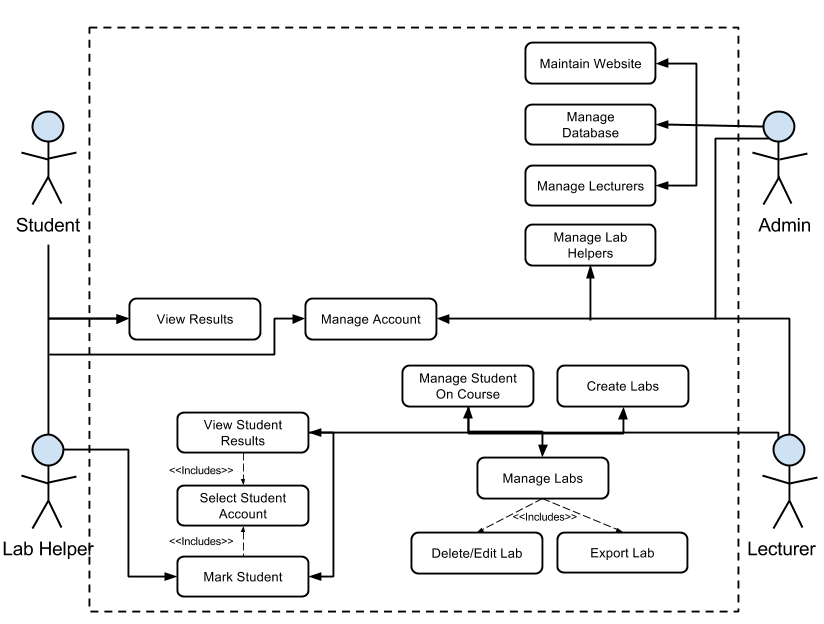 Maintain Website
Manage
Database
Manage Lecturers
Student
Admin
Manage Lab
Helpers
View Results
Manage Account
Manage Student
On Course
Create Labs
View Student
Results
<<Includes>>
Manage Labs
Select Student
Account
<<Includes>>
<<Includes>>
Lab Helper
Lecturer
Delete/Edit Lab
Export Lab
Mark Student